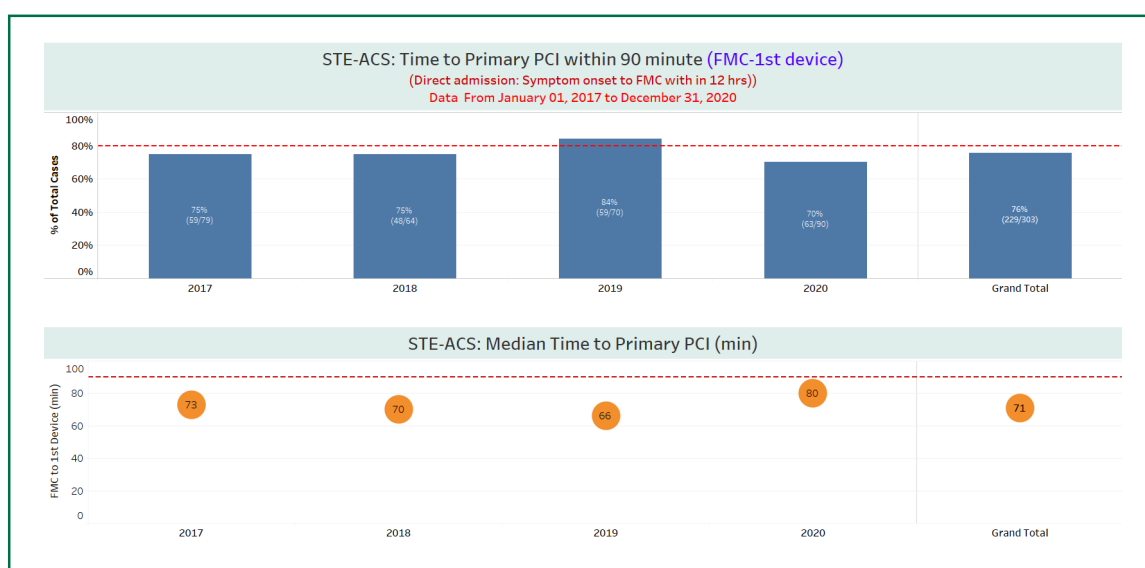 STE-ACS: Time to Primary PCI within 90 minute (FMC-1st device)
(Direct admission: Symptom onset to FMC with in 12 hrs))
Data From January 01, 2017 to December 31, 2020
% of Total Cases
100%
80%
60%
40%
20%
0%
75%
(59/79)
75%
(48/64)
84%
(59/70)
70%
(63/90)
76%
(229/303)
2017 2018 2019 2020 Grand Total
STE-ACS: Median Time to Primary PCI (min)
FMC to 1st Device (min)
100
80
60
40
20
0
73 70 66 80 71
2017 2018 2019 2020 Grand Total